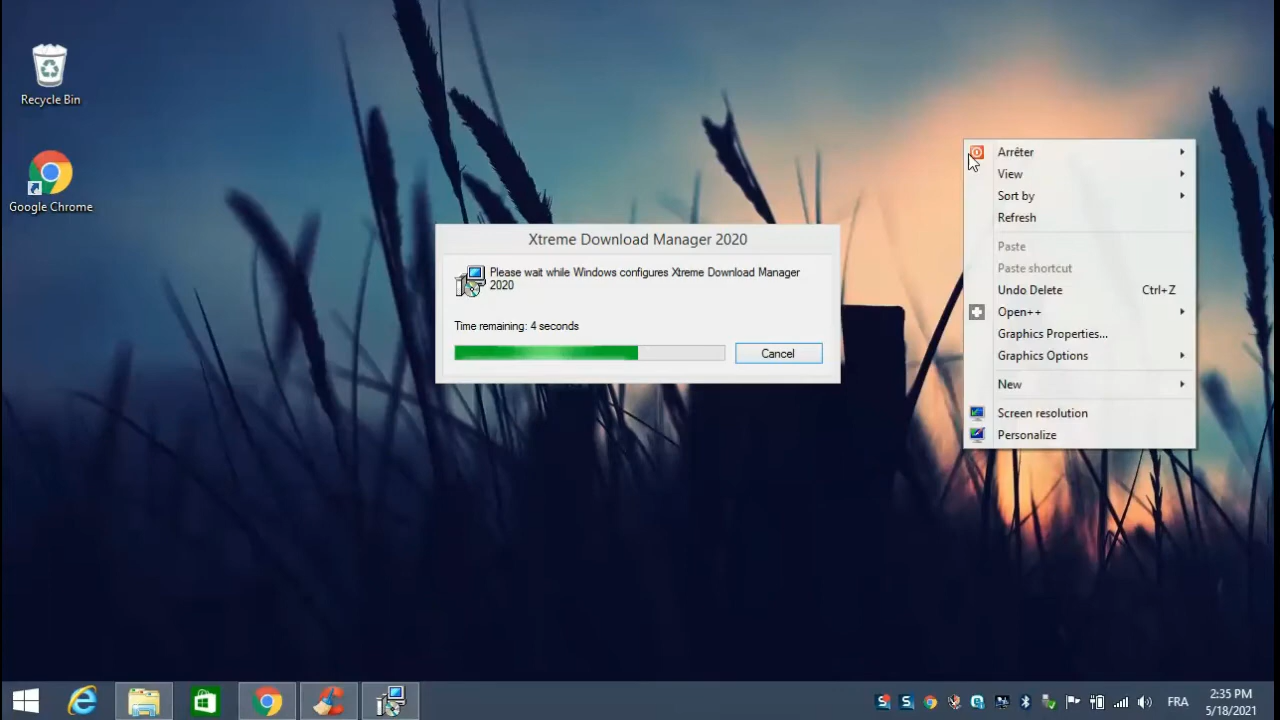 Recycle Bin
Google Chrome
Xtreme Download Manager 2020
Please wait while Windows configures Xtreme Download Manager
2020
Time remaining: 4 seconds
Cancel
Arrêter
View
Sort by
Refresh
Paste
Paste shortcut
Undo Delete Ctrl+Z
Open++
Graphics Properties...
Graphics Options
New
Screen resolution
Personalize
FRA
2:35 PM
5/18/2021